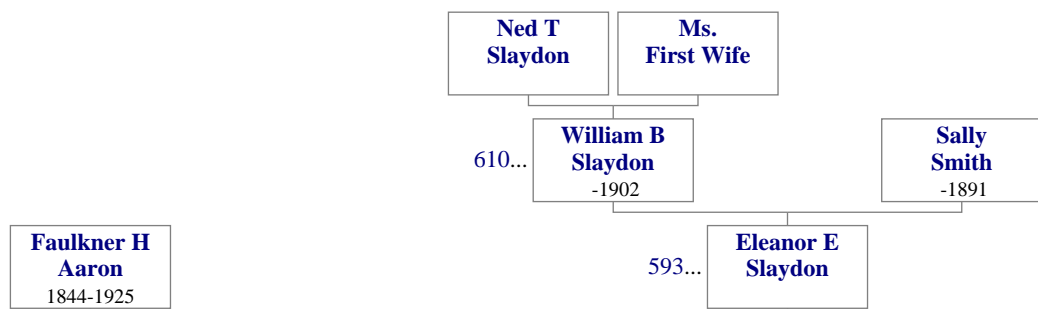 Ned T
Slaydon
Ms.
First Wife
610...
William B
Slaydon
-1902
Sally
Smith
-1891
Faulkner H
Aaron
1844-1925
593...
Eleanor E
Slaydon